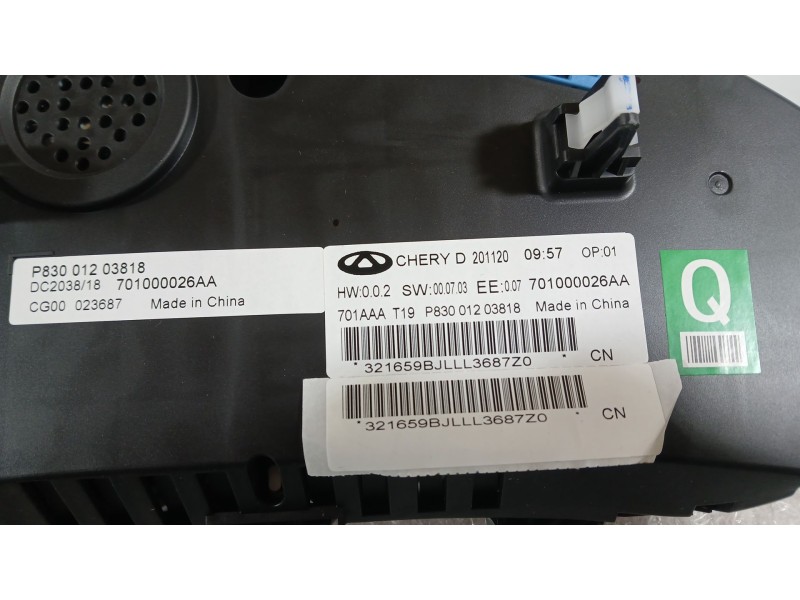 P830 012 03818
DC2038/18 701000026AA
CG00 023687 Made in China
CHERY D 201120 09:57 OP:01
HW:0.0.2 SW:00.07.03 EE:0.07 701000026AA
701AAA T19 P830 012 03818 Made in China
*321659BJLLL3687Z0* CN
*321659BJLLL3687Z0* CN
Q